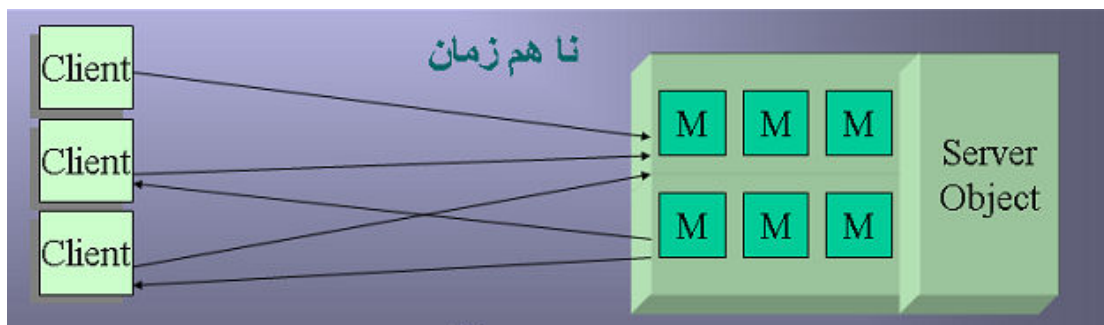 نا هم زمان
Client
Client
Client
M M M
M M M
Server
Object